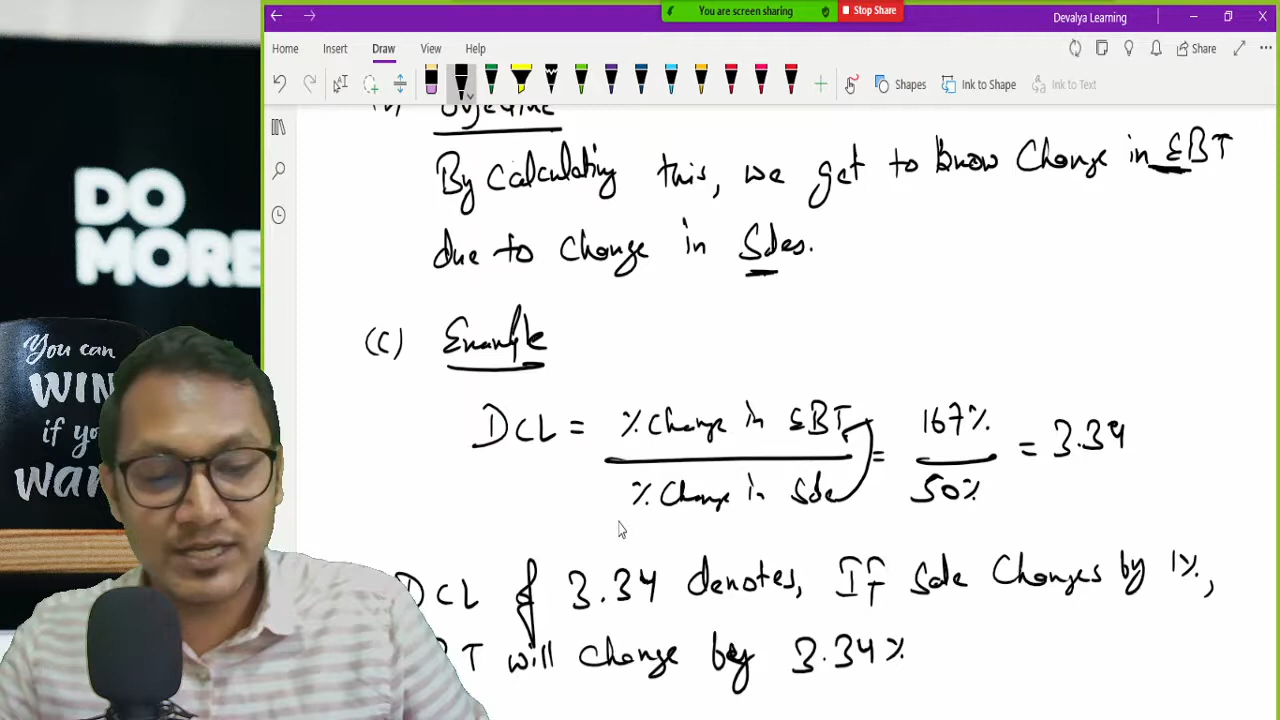 You are screen sharing
Stop Share
Devalya Learning
Home Insert Draw View Help
Share
Shapes Ink to Shape Ink to Text
By Calculating this, we get to know Change in EBT
due to change in Sales.
(c) Example
DCL = % Change in EBT = 167% = 3.34
% Change in Sale 50%
DCL of 3.34 denotes, If Sale Changes by 1%,
will change by 3.34%
DO
MORE
You can
WIN
if you
want